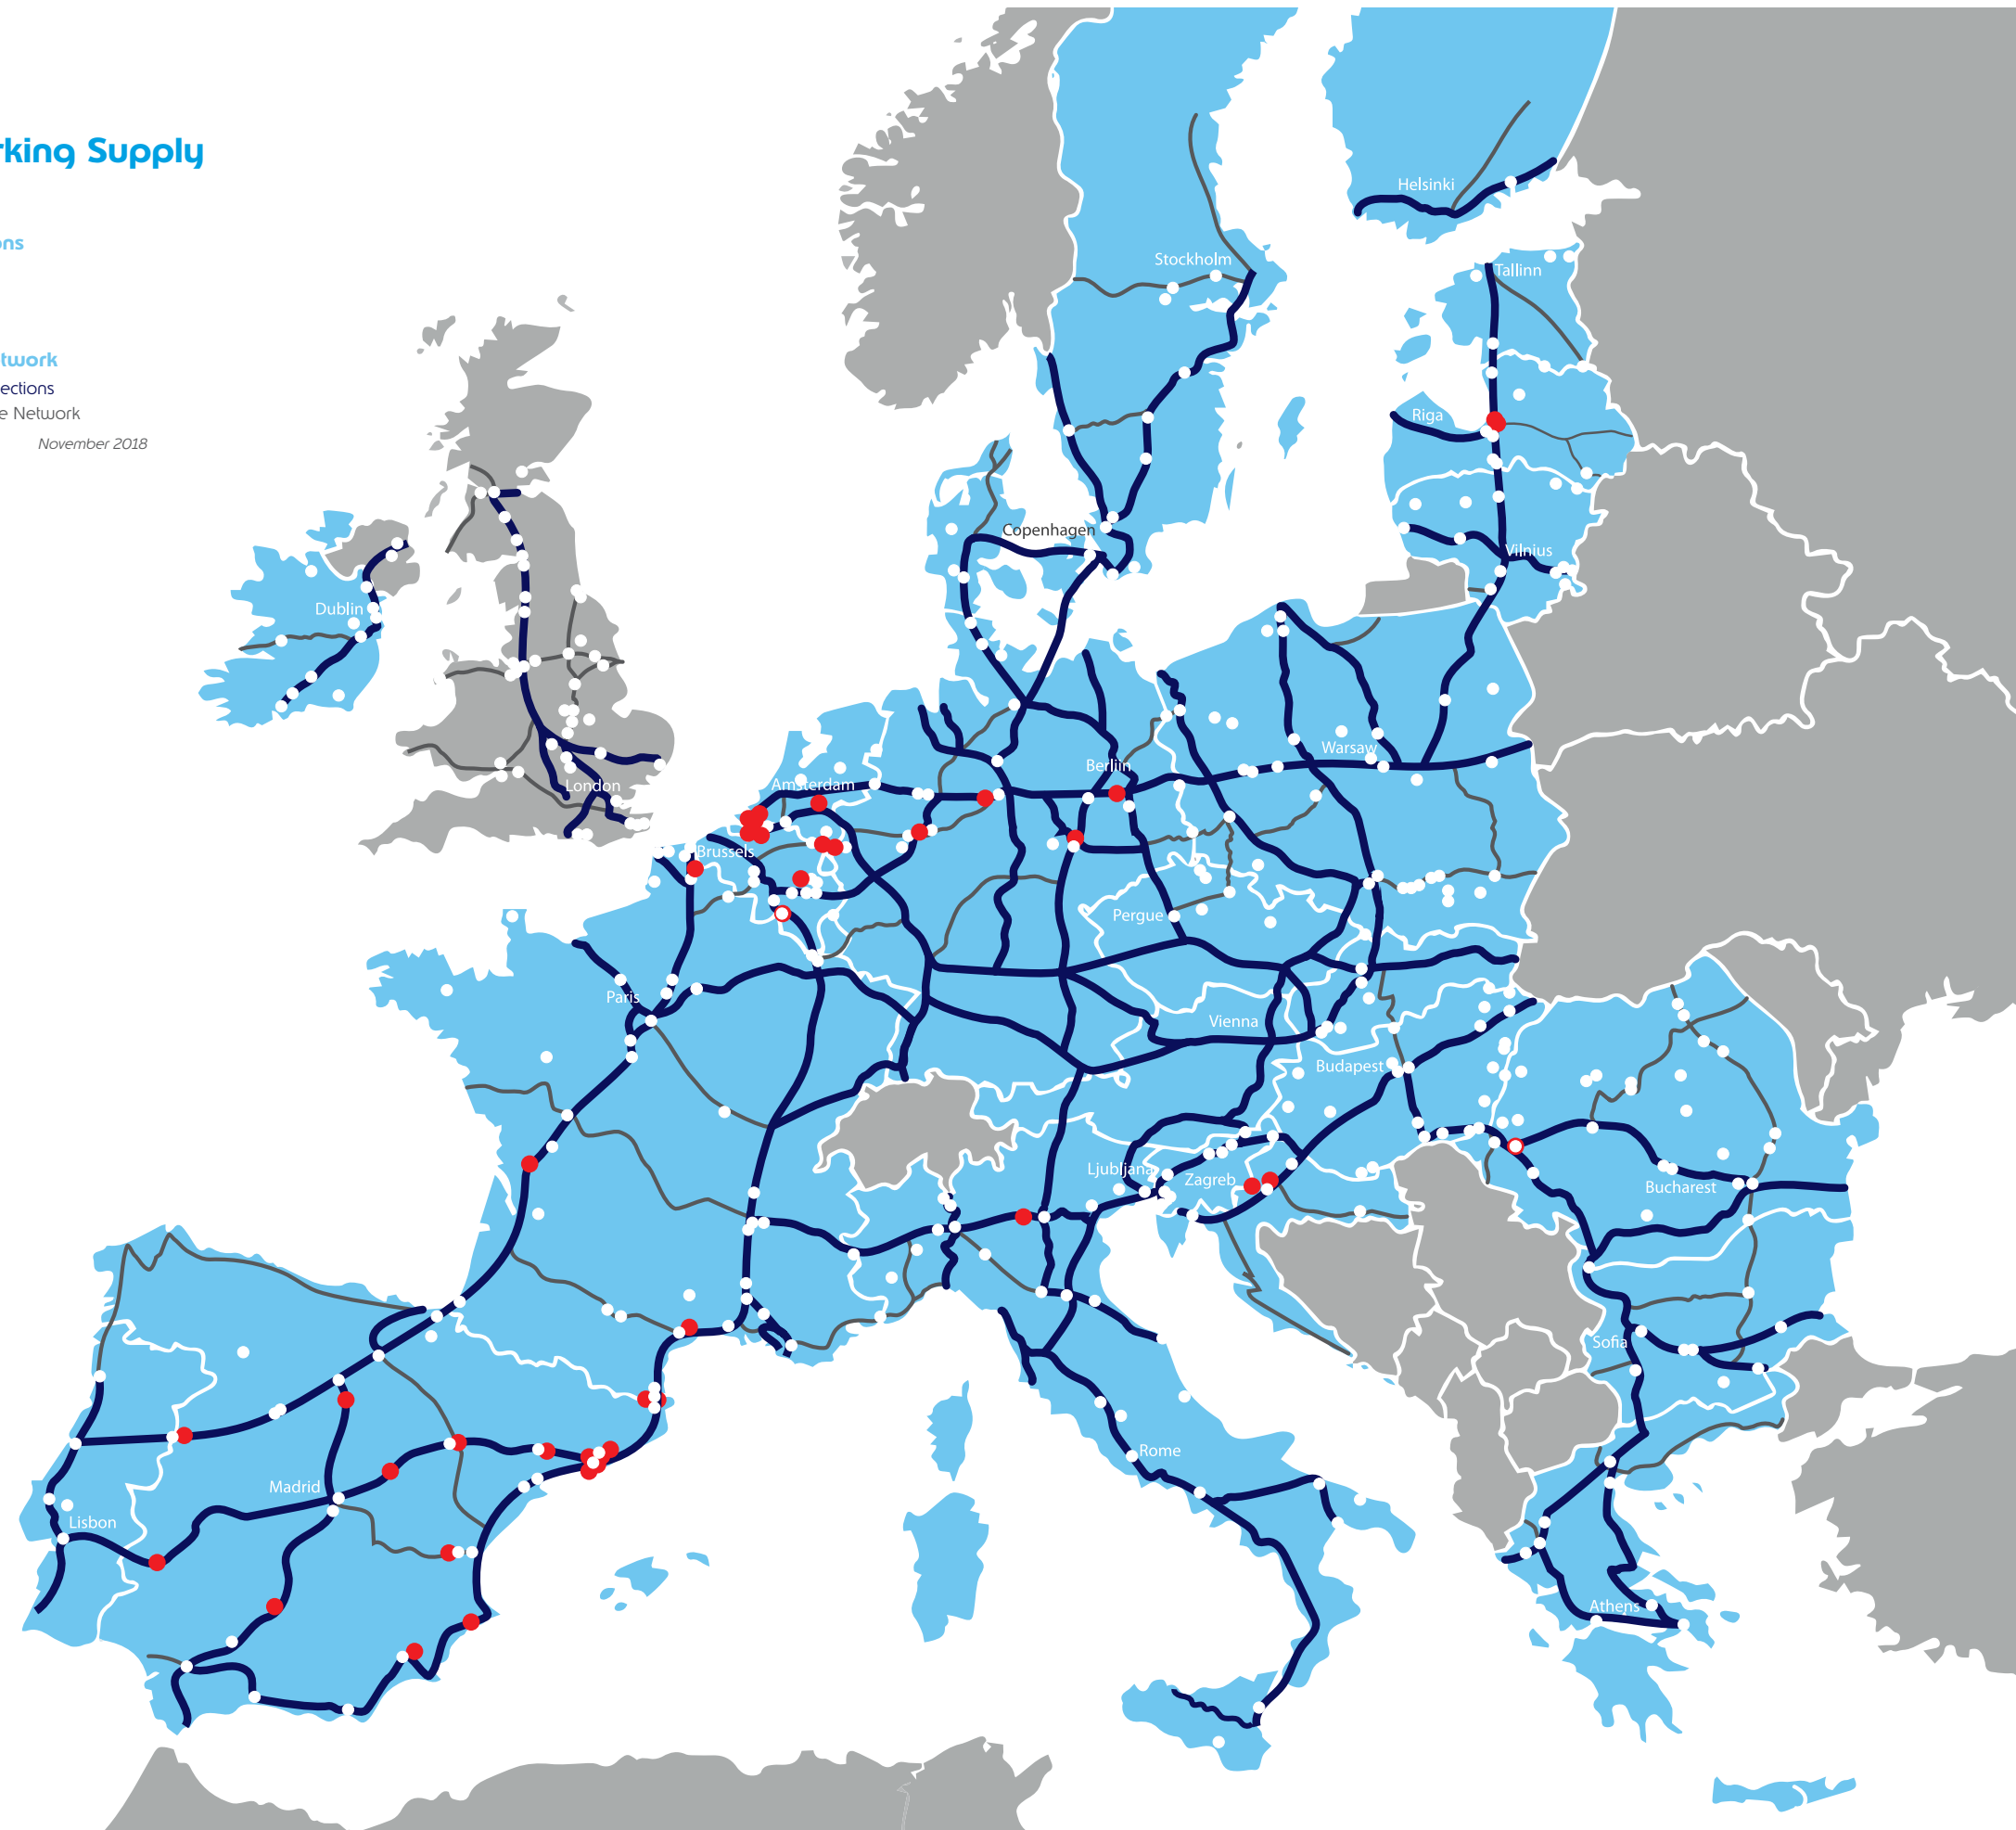 rking Supply
ons
twork
ections
e Network
November 2018
Helsinki
Stockholm
Tallinn
Riga
Copenhagen
Vilnius
Dublin
Warsaw
Berliin
Amsterdam
London
Brussels
Pergue
Paris
Vienna
Budapest
Ljubljana
Zagreb
Bucharest
Sofia
Rome
Madrid
Lisbon
Athens